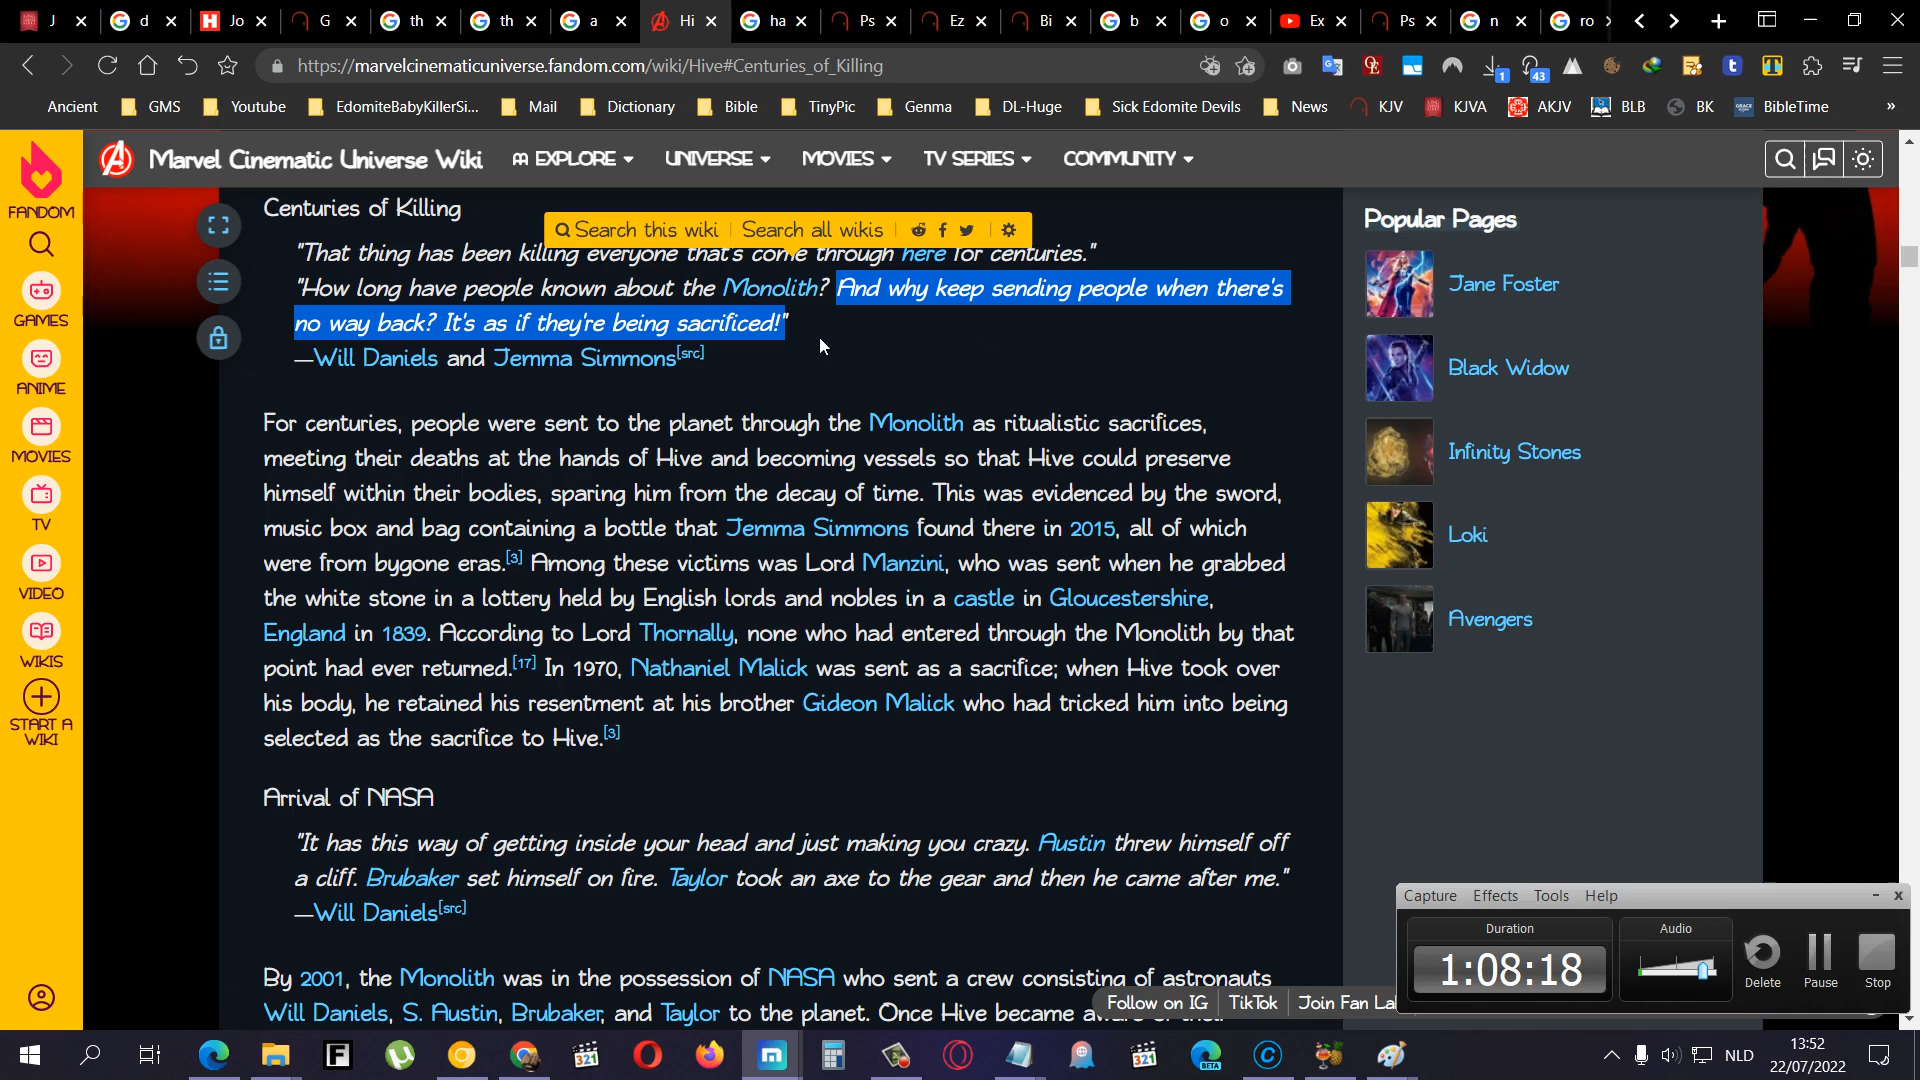 J
d
Jo
G
th
th
a
Hi
ha
Ps
Ez
Bi
b
o
Ex
Ps
n
ro
https://marvelcinematicuniverse.fandom.com/wiki/Hive#Centuries_of_Killing
1
43
Ancient
GMS
Youtube
EdomiteBabyKillerSi...
Mail
Dictionary
Bible
TinyPic
Genma
DL-Huge
Sick Edomite Devils
News
KJV
KJVA
AKJV
BLB
BK
BibleTime
»
FANDOM
GAMES
ANIME
MOVIES
TV
VIDEO
WIKIS
START A
WIKI
Marvel Cinematic Universe Wiki
EXPLORE
UNIVERSE
MOVIES
TV SERIES
COMMUNITY
Centuries of Killing
Search this wiki
Search all wikis
"That thing has been killing everyone that's come through here for centuries."
"How long have people known about the Monolith? And why keep sending people when there's
no way back? It's as if they're being sacrificed!"
—Will Daniels and Jemma Simmons[src]
For centuries, people were sent to the planet through the Monolith as ritualistic sacrifices,
meeting their deaths at the hands of Hive and becoming vessels so that Hive could preserve
himself within their bodies, sparing him from the decay of time. This was evidenced by the sword,
music box and bag containing a bottle that Jemma Simmons found there in 2015, all of which
were from bygone eras.[3] Among these victims was Lord Manzini, who was sent when he grabbed
the white stone in a lottery held by English lords and nobles in a castle in Gloucestershire,
England in 1839. According to Lord Thornally, none who had entered through the Monolith by that
point had ever returned.[17] In 1970, Nathaniel Malick was sent as a sacrifice; when Hive took over
his body, he retained his resentment at his brother Gideon Malick who had tricked him into being
selected as the sacrifice to Hive.[3]
Arrival of NASA
"It has this way of getting inside your head and just making you crazy. Austin threw himself off
a cliff. Brubaker set himself on fire. Taylor took an axe to the gear and then he came after me."
—Will Daniels[src]
By 2001, the Monolith was in the possession of NASA who sent a crew consisting of astronauts
Will Daniels, S. Austin, Brubaker, and Taylor to the planet. Once Hive became
Popular Pages
Jane Foster
Black Widow
Infinity Stones
Loki
Avengers
Follow on IG
TikTok
Join Fan La
Capture
Effects
Tools
Help
Duration
1:08:18
Audio
Delete
Pause
Stop
NLD
13:52
22/07/2022